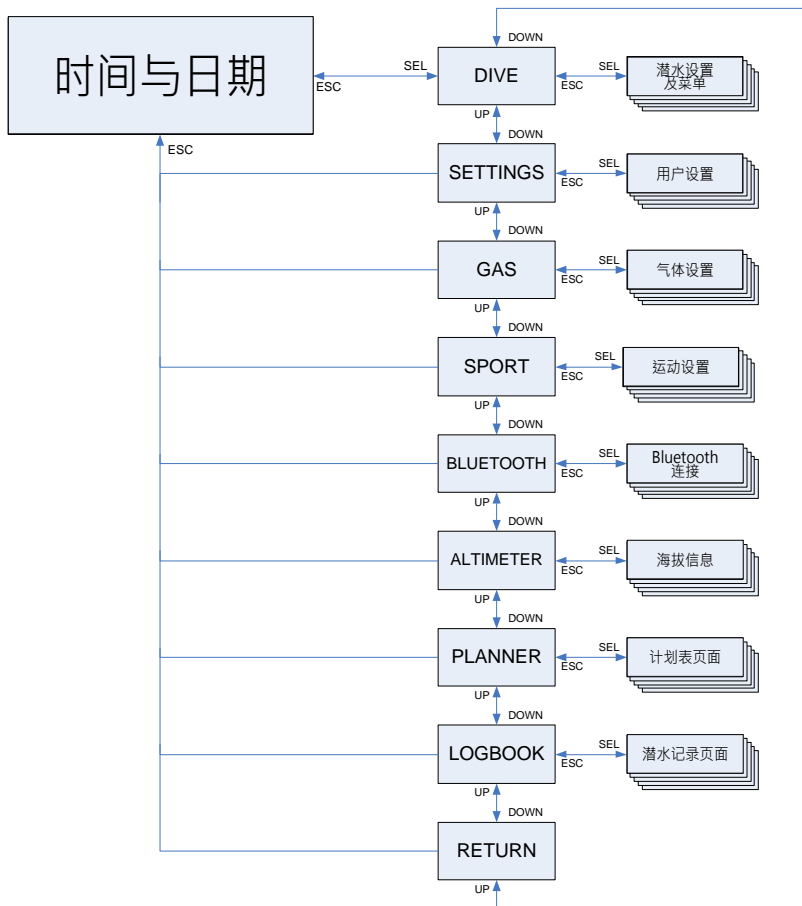 DOWN
时间与日期
SEL
ESC
DIVE
SEL
ESC
潜水设置
及菜单
UP
DOWN
ESC
SETTINGS
SEL
ESC
用户设置
UP
DOWN
GAS
SEL
ESC
气体设置
UP
DOWN
SPORT
SEL
ESC
运动设置
UP
DOWN
BLUETOOTH
SEL
ESC
Bluetooth
连接
UP
DOWN
ALTIMETER
SEL
ESC
海拔信息
UP
DOWN
PLANNER
SEL
ESC
计划表页面
UP
DOWN
LOGBOOK
SEL
ESC
潜水记录页面
UP
DOWN
RETURN
UP